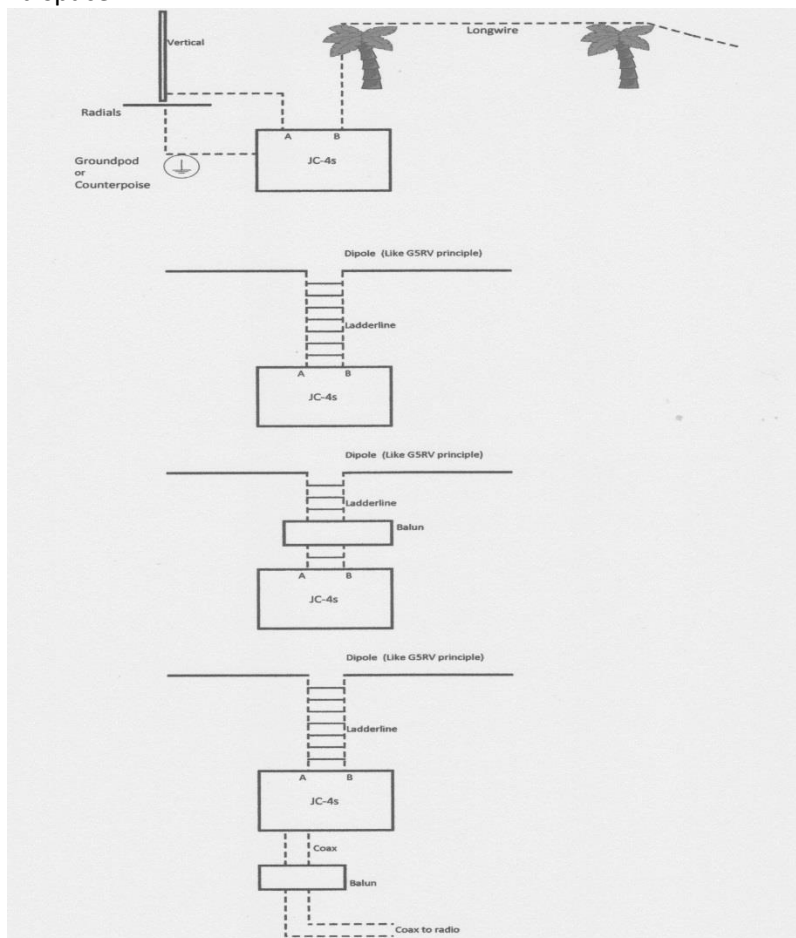 Vertical
Longwire
Radials
A B
JC-4s
Groundpod
or
Counterpoise
Dipole (Like G5RV principle)
Ladderline
A B
JC-4s
Dipole (Like G5RV principle)
Ladderline
Balun
A B
JC-4s
Dipole (Like G5RV principle)
Ladderline
A B
JC-4s
Coax
Balun
Coax to radio